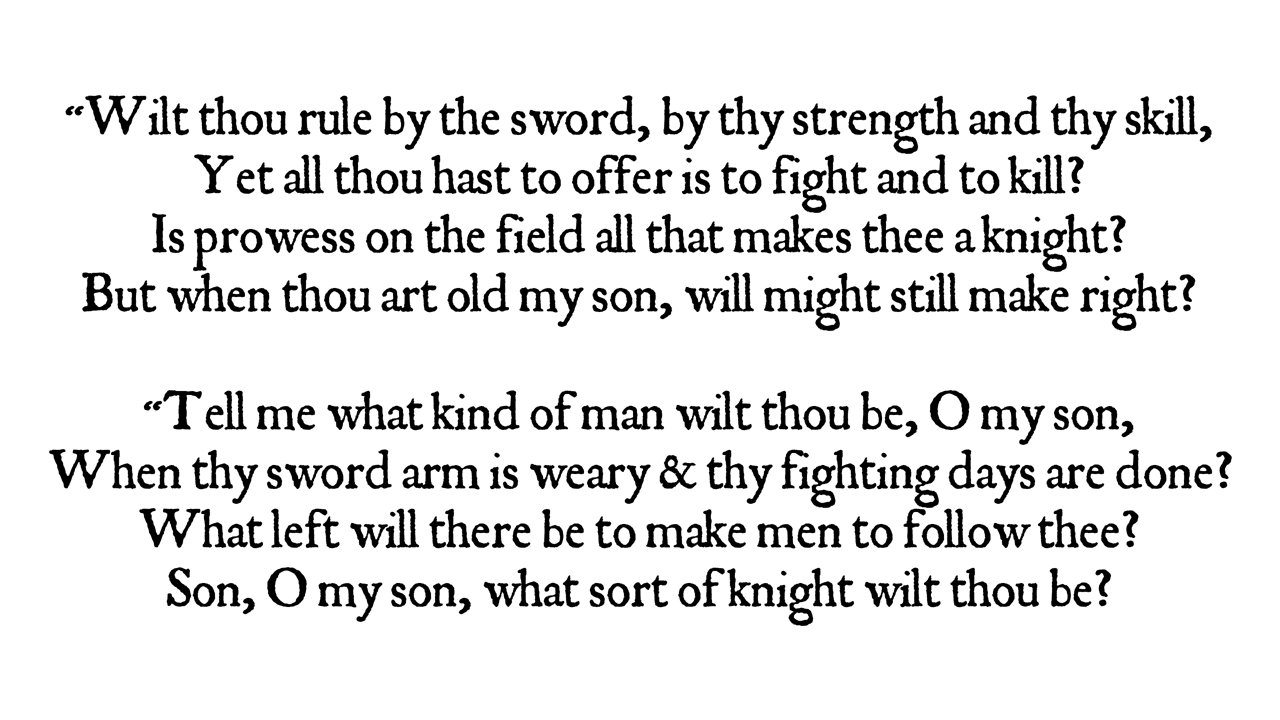 “Wilt thou rule by the sword, by thy strength and thy skill,
Yet all thou hast to offer is to fight and to kill?
Is prowess on the field all that makes thee a knight?
But when thou art old my son, will might still make right?
“Tell me what kind of man wilt thou be, O my son,
When thy sword arm is weary & thy fighting days are done?
What left will there be to make men to follow thee?
Son, O my son, what sort of knight wilt thou be?